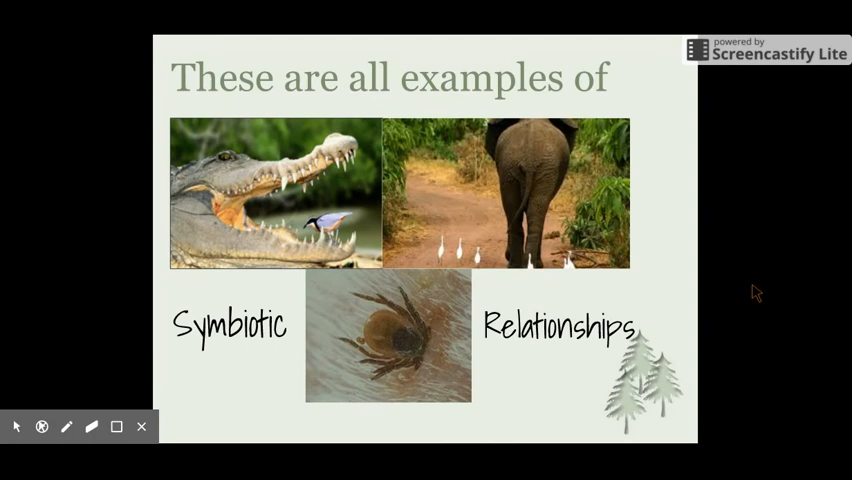 powered by
Screencastify Lite
These are all examples of
Symbiotic
Relationships